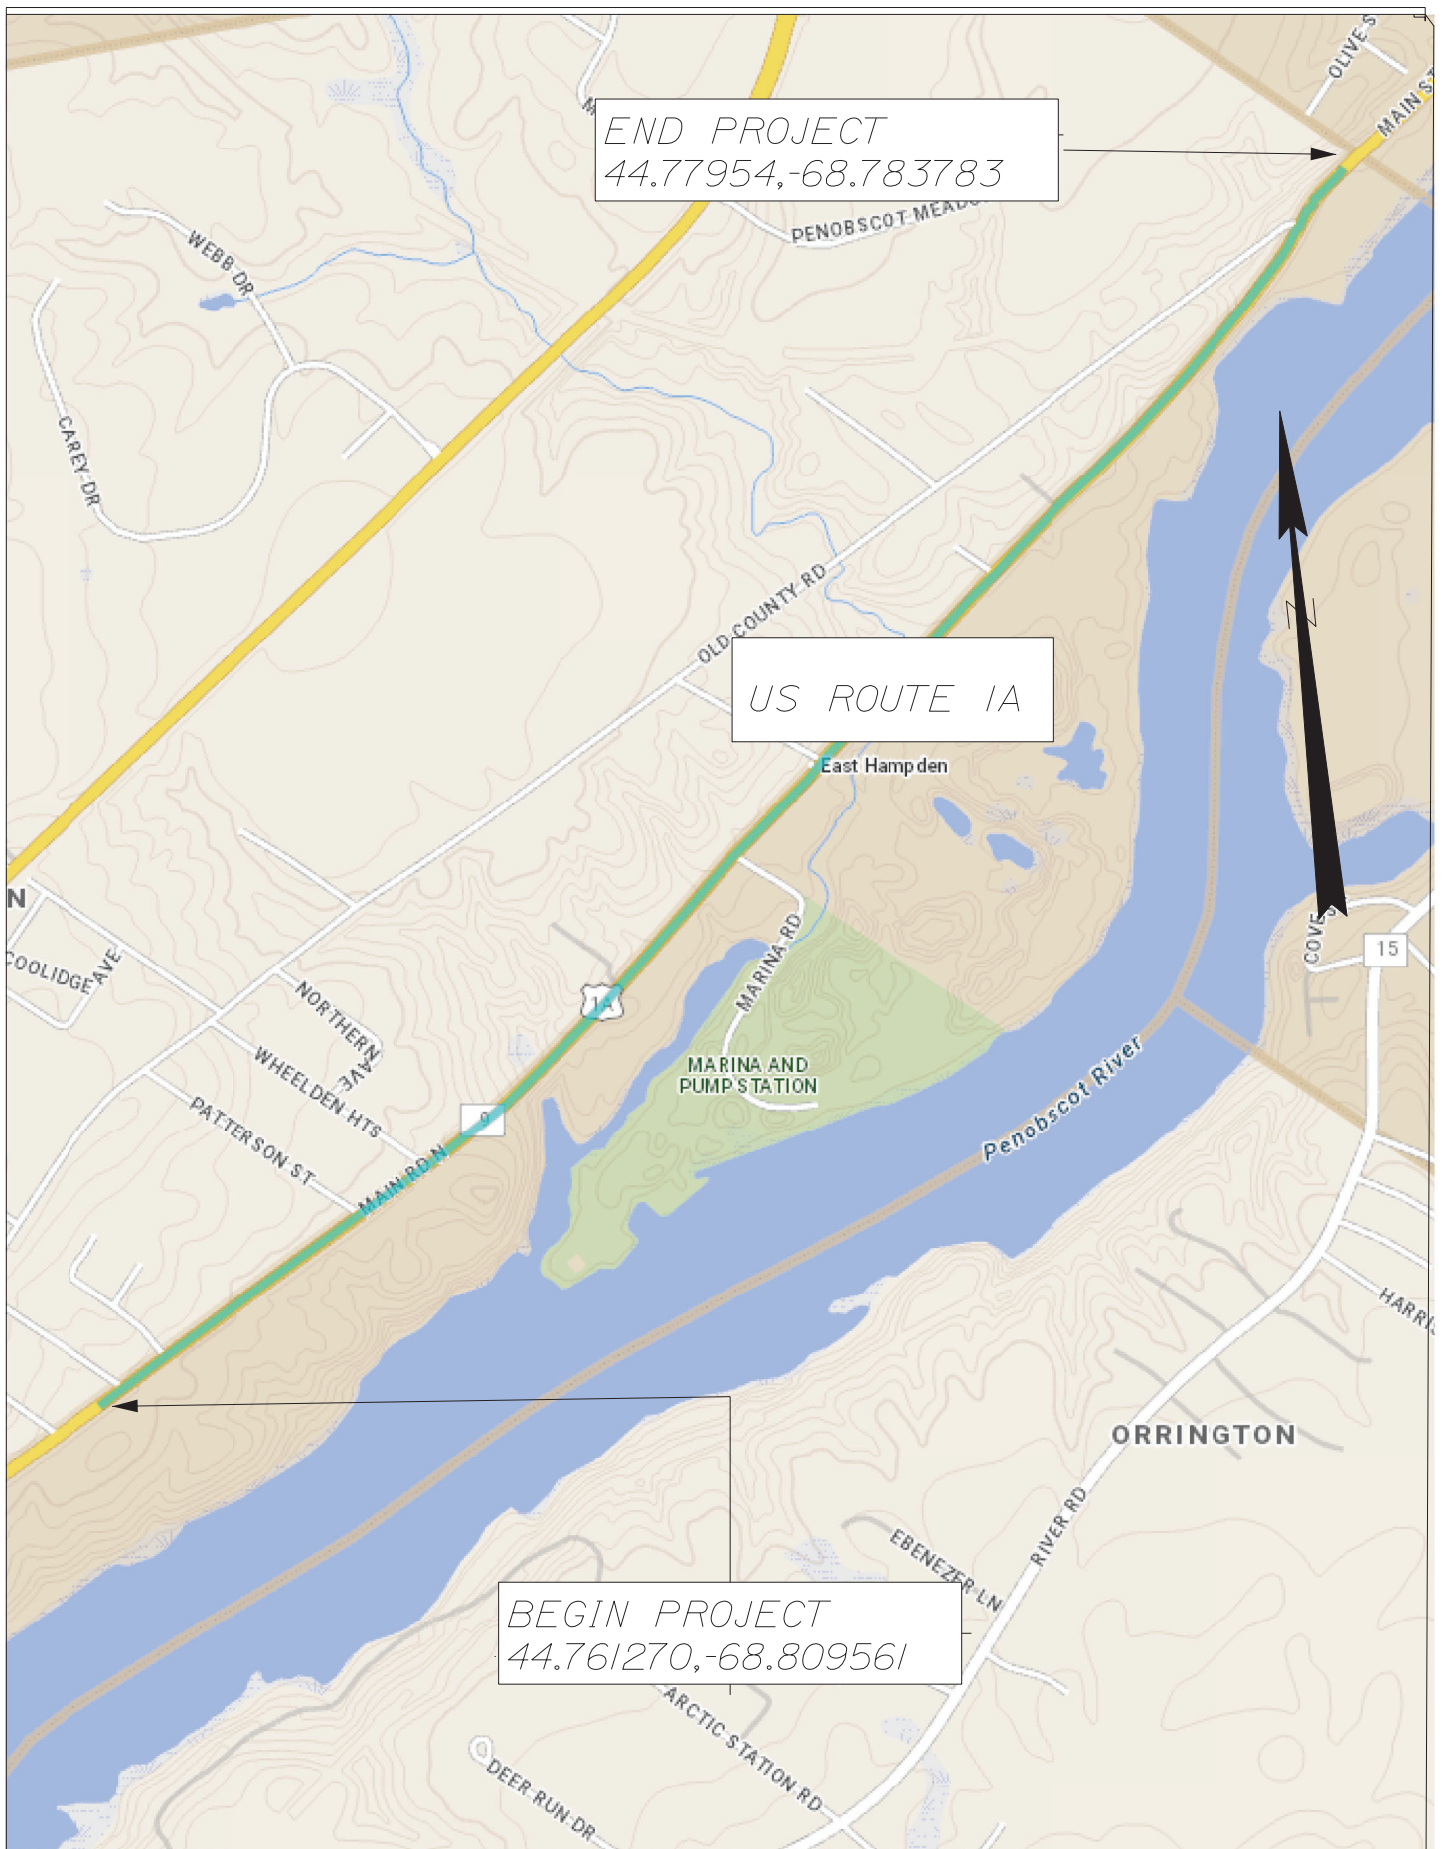 OLIVE S
MAIN ST
END PROJECT
44.77954,-68.783783
M
PENOBSCOT MEADO
WEBB DR
CAREY DR
OLD COUNTY RD
US ROUTE 1A
East Hampden
N
N
COOLIDGE AVE
MARINA RD
COVE
15
1A
NORTHERN AVE
WHEELDEN HTS
MARINA AND
PUMP STATION
PATTERSON ST
9
MAIN RD N
Penobscot River
HARRIS
ORRINGTON
RIVER RD
EBENEZER LN
BEGIN PROJECT
44.761270,-68.809561
ARCTIC STATION RD
DEER RUN DR